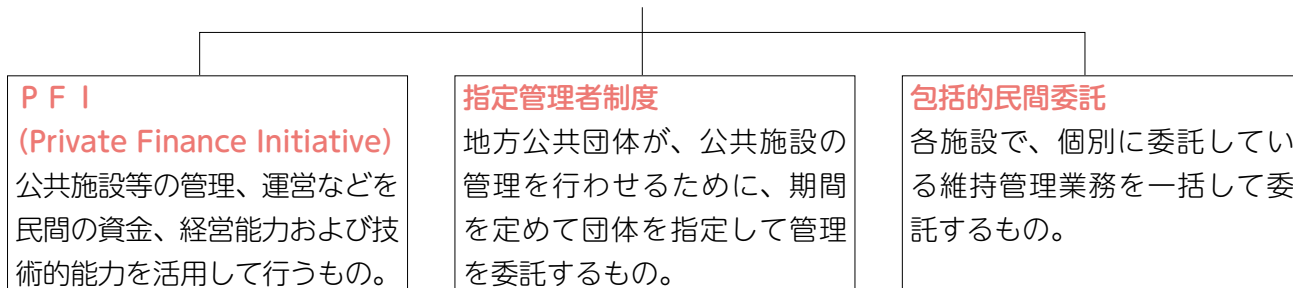 ＰＦＩ
(Private Finance Initiative)
公共施設等の管理、運営などを
民間の資金、経営能力および技
術的能力を活用して行うもの。
指定管理者制度
地方公共団体が、公共施設の
管理を行わせるために、期間
を定めて団体を指定して管理
を委託するもの。
包括的民間委託
各施設で、個別に委託してい
る維持管理業務を一括して委
託するもの。